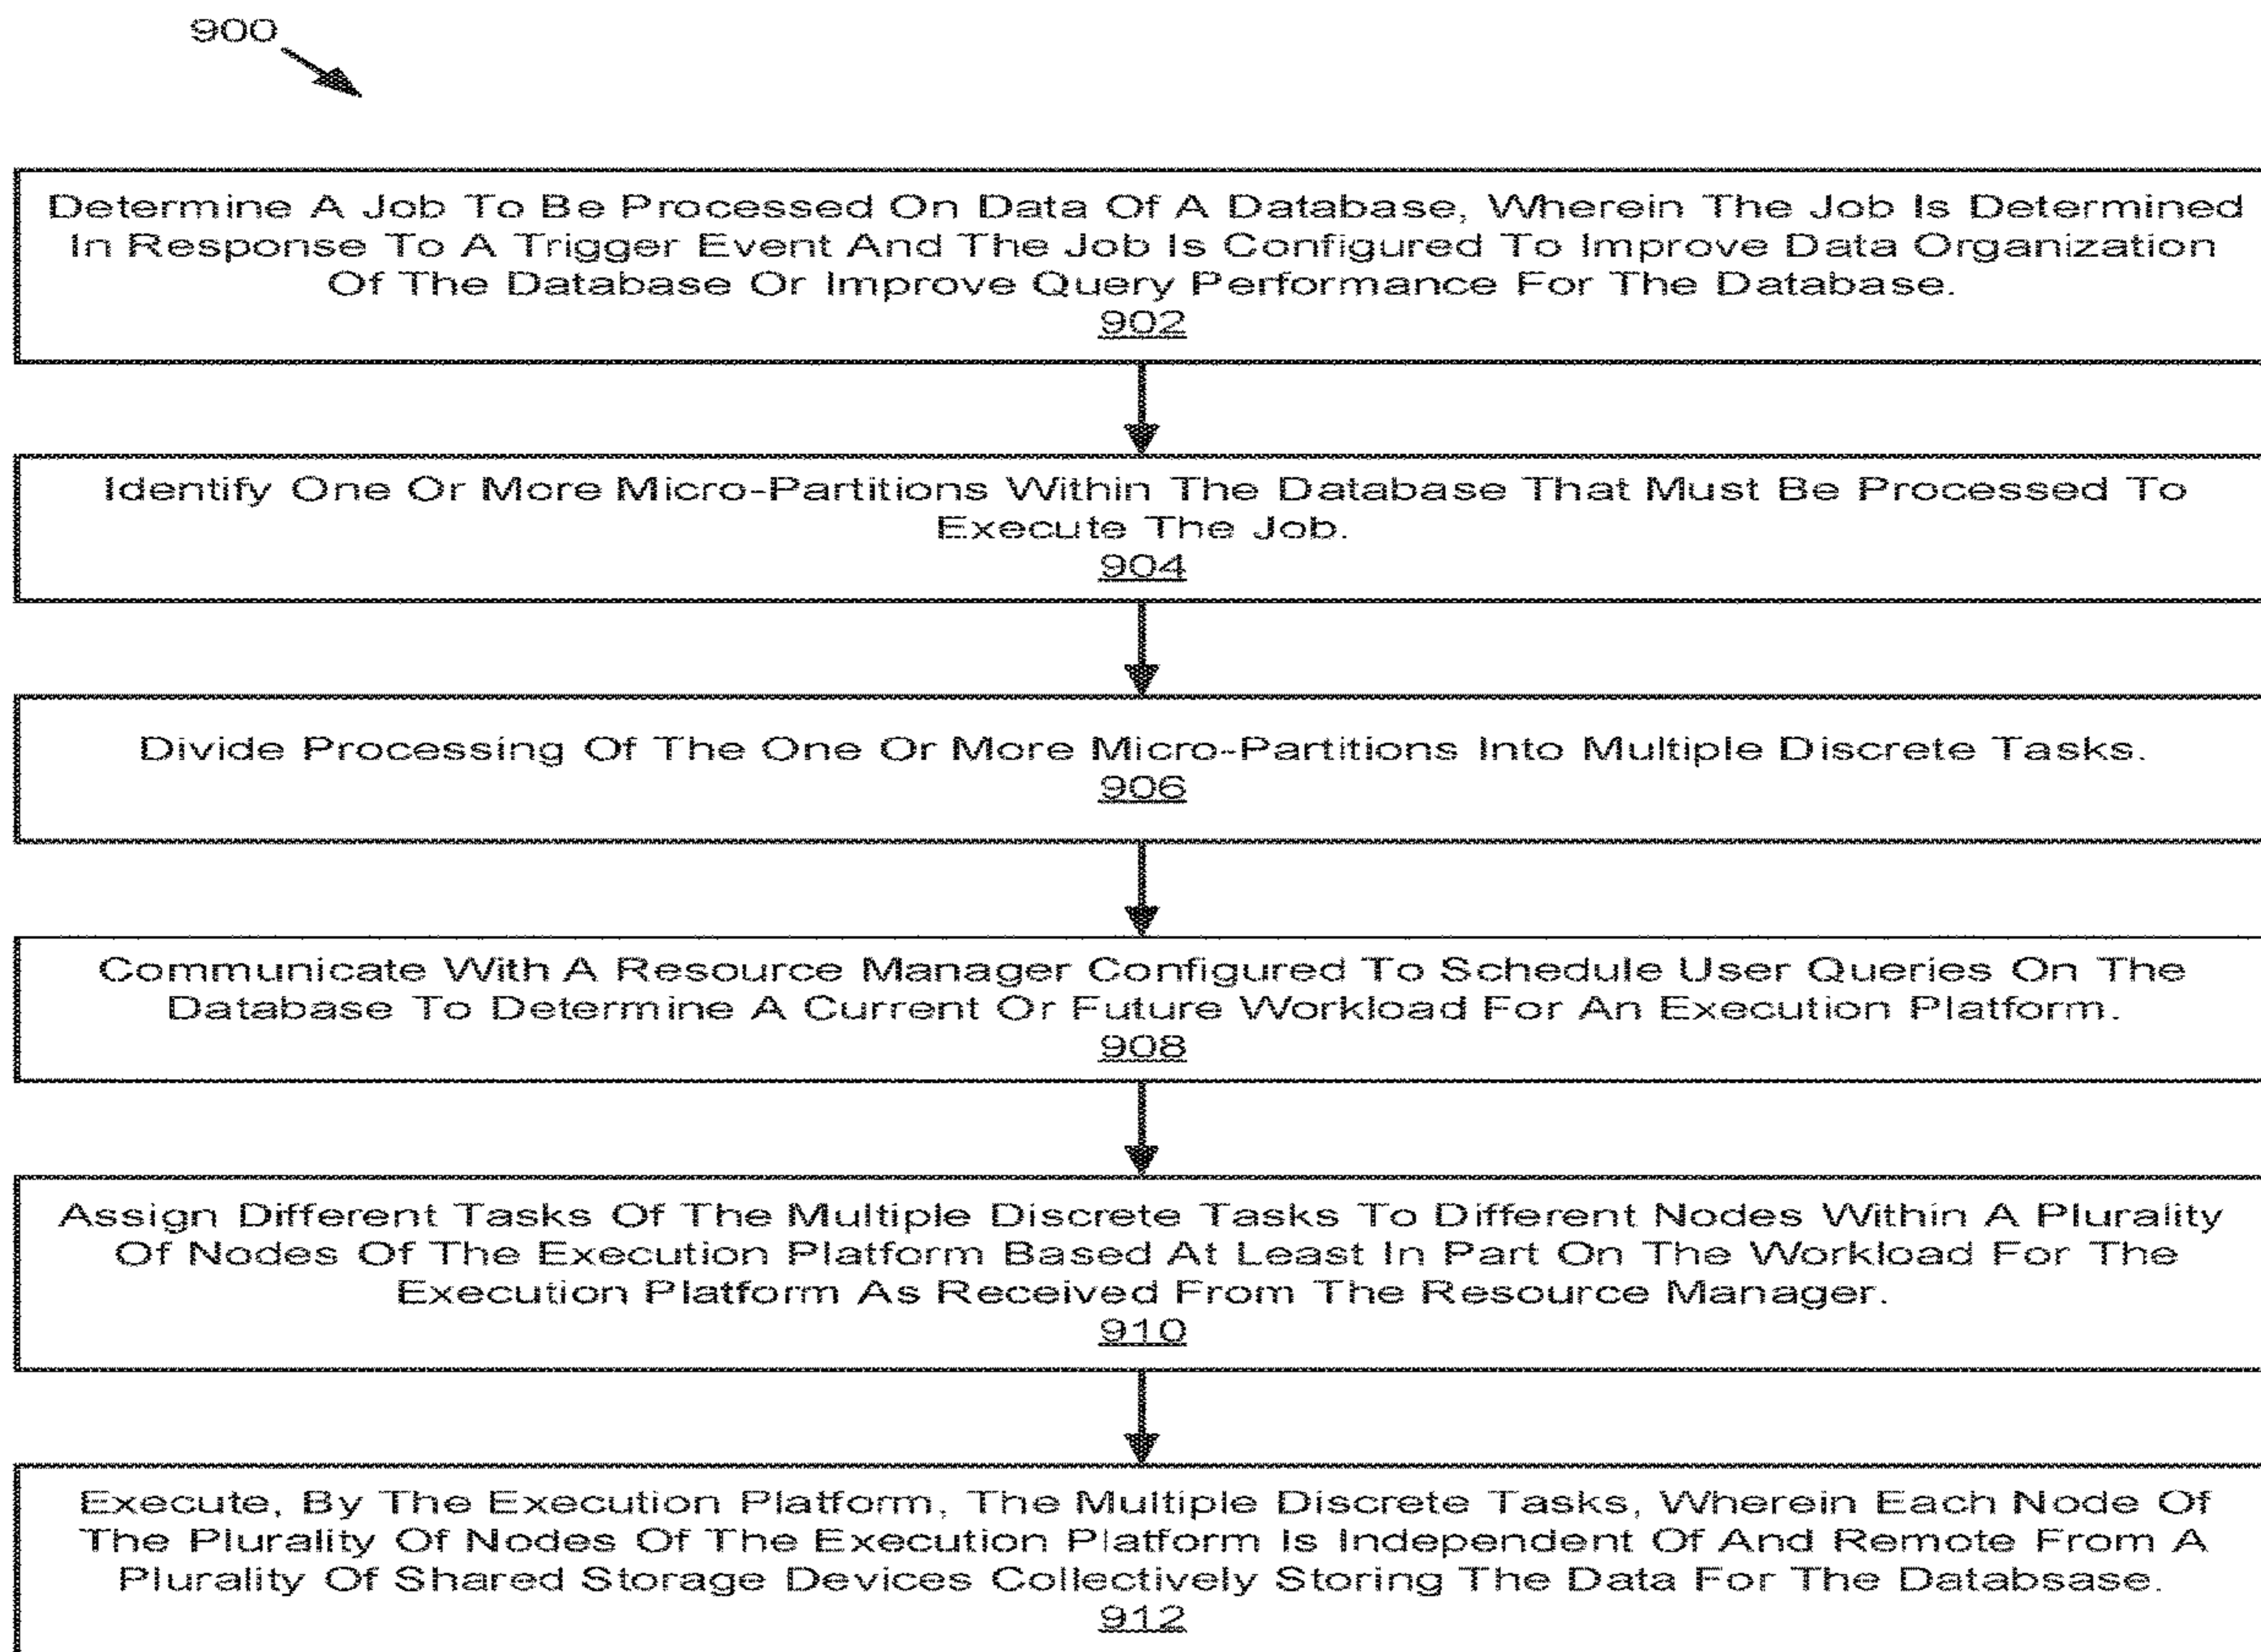 900
Determine A Job To Be Processed On Data Of A Database, Wherein The Job Is Determined
In Response To A Trigger Event And The Job Is Configured To Improve Data Organization
Of The Database Or Improve Query Performance For The Database.
902
Identify One Or More Micro-Partitions Within The Database That Must Be Processed To
Execute The Job.
904
Divide Processing Of The One Or More Micro-Partitions Into Multiple Discrete Tasks.
906
Communicate With A Resource Manager Configured To Schedule User Queries On The
Database To Determine A Current Or Future Workload For An Execution Platform.
908
Assign Different Tasks Of The Multiple Discrete Tasks To Different Nodes Within A Plurality
Of Nodes Of The Execution Platform Based At Least In Part On The Workload For The
Execution Platform As Received From The Resource Manager.
910
Execute, By The Execution Platform, The Multiple Discrete Tasks, Wherein Each Node Of
The Plurality Of Nodes Of The Execution Platform Is Independent Of And Remote From A
Plurality Of Shared Storage Devices Collectively Storing The Data For The Databsase.
912